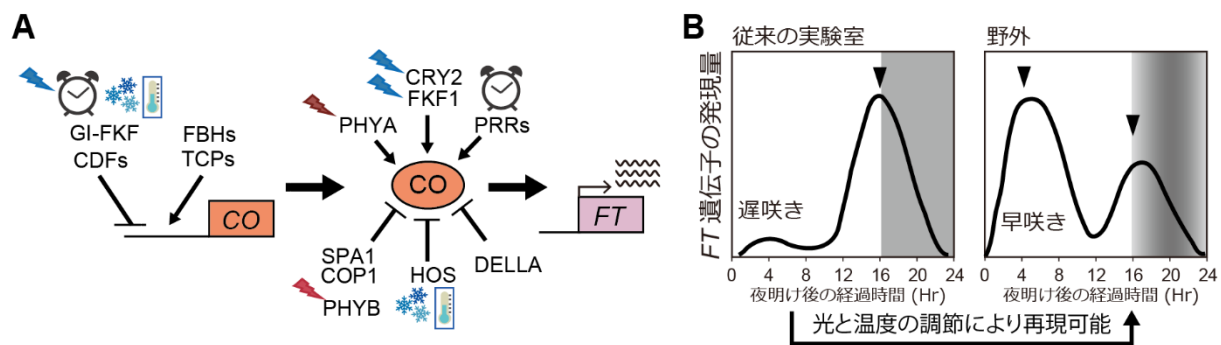 A
CRY2
FKF1
PHYA
PRRs
GI-FKF
CDFs
FBHs
TCPs
CO
CO
FT
SPA1
COP1
PHYB
HOS
DELLA
B
従来の実験室
野外
FT 遺伝子の発現量
遅咲き
早咲き
0 4 8 12 16 20 24
0 4 8 12 16 20 24
夜明け後の経過時間 (Hr)
夜明け後の経過時間 (Hr)
光と温度の調節により再現可能